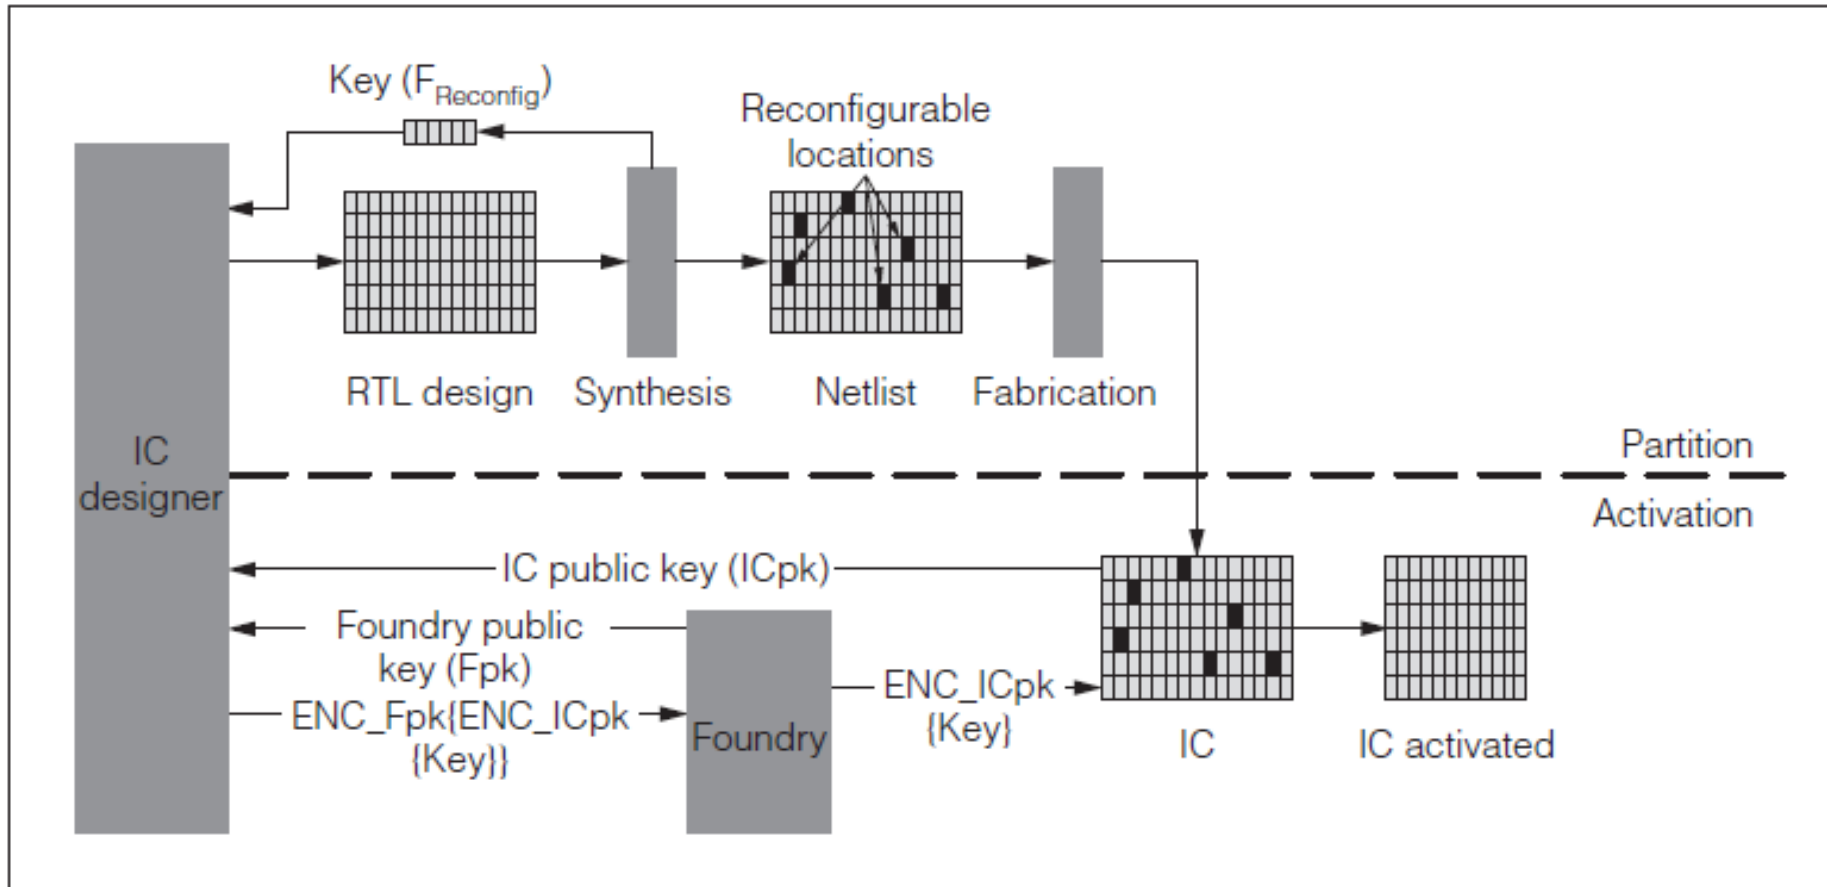 Key (F_Reconfig)
Reconfigurable
locations
RTL design
Synthesis
Netlist
Fabrication
IC
designer
Partition
Activation
IC public key (ICpk)
Foundry public
key (Fpk)
ENC_Fpk{ENC_ICpk
{Key}}
Foundry
ENC_ICpk
{Key}
IC
IC activated